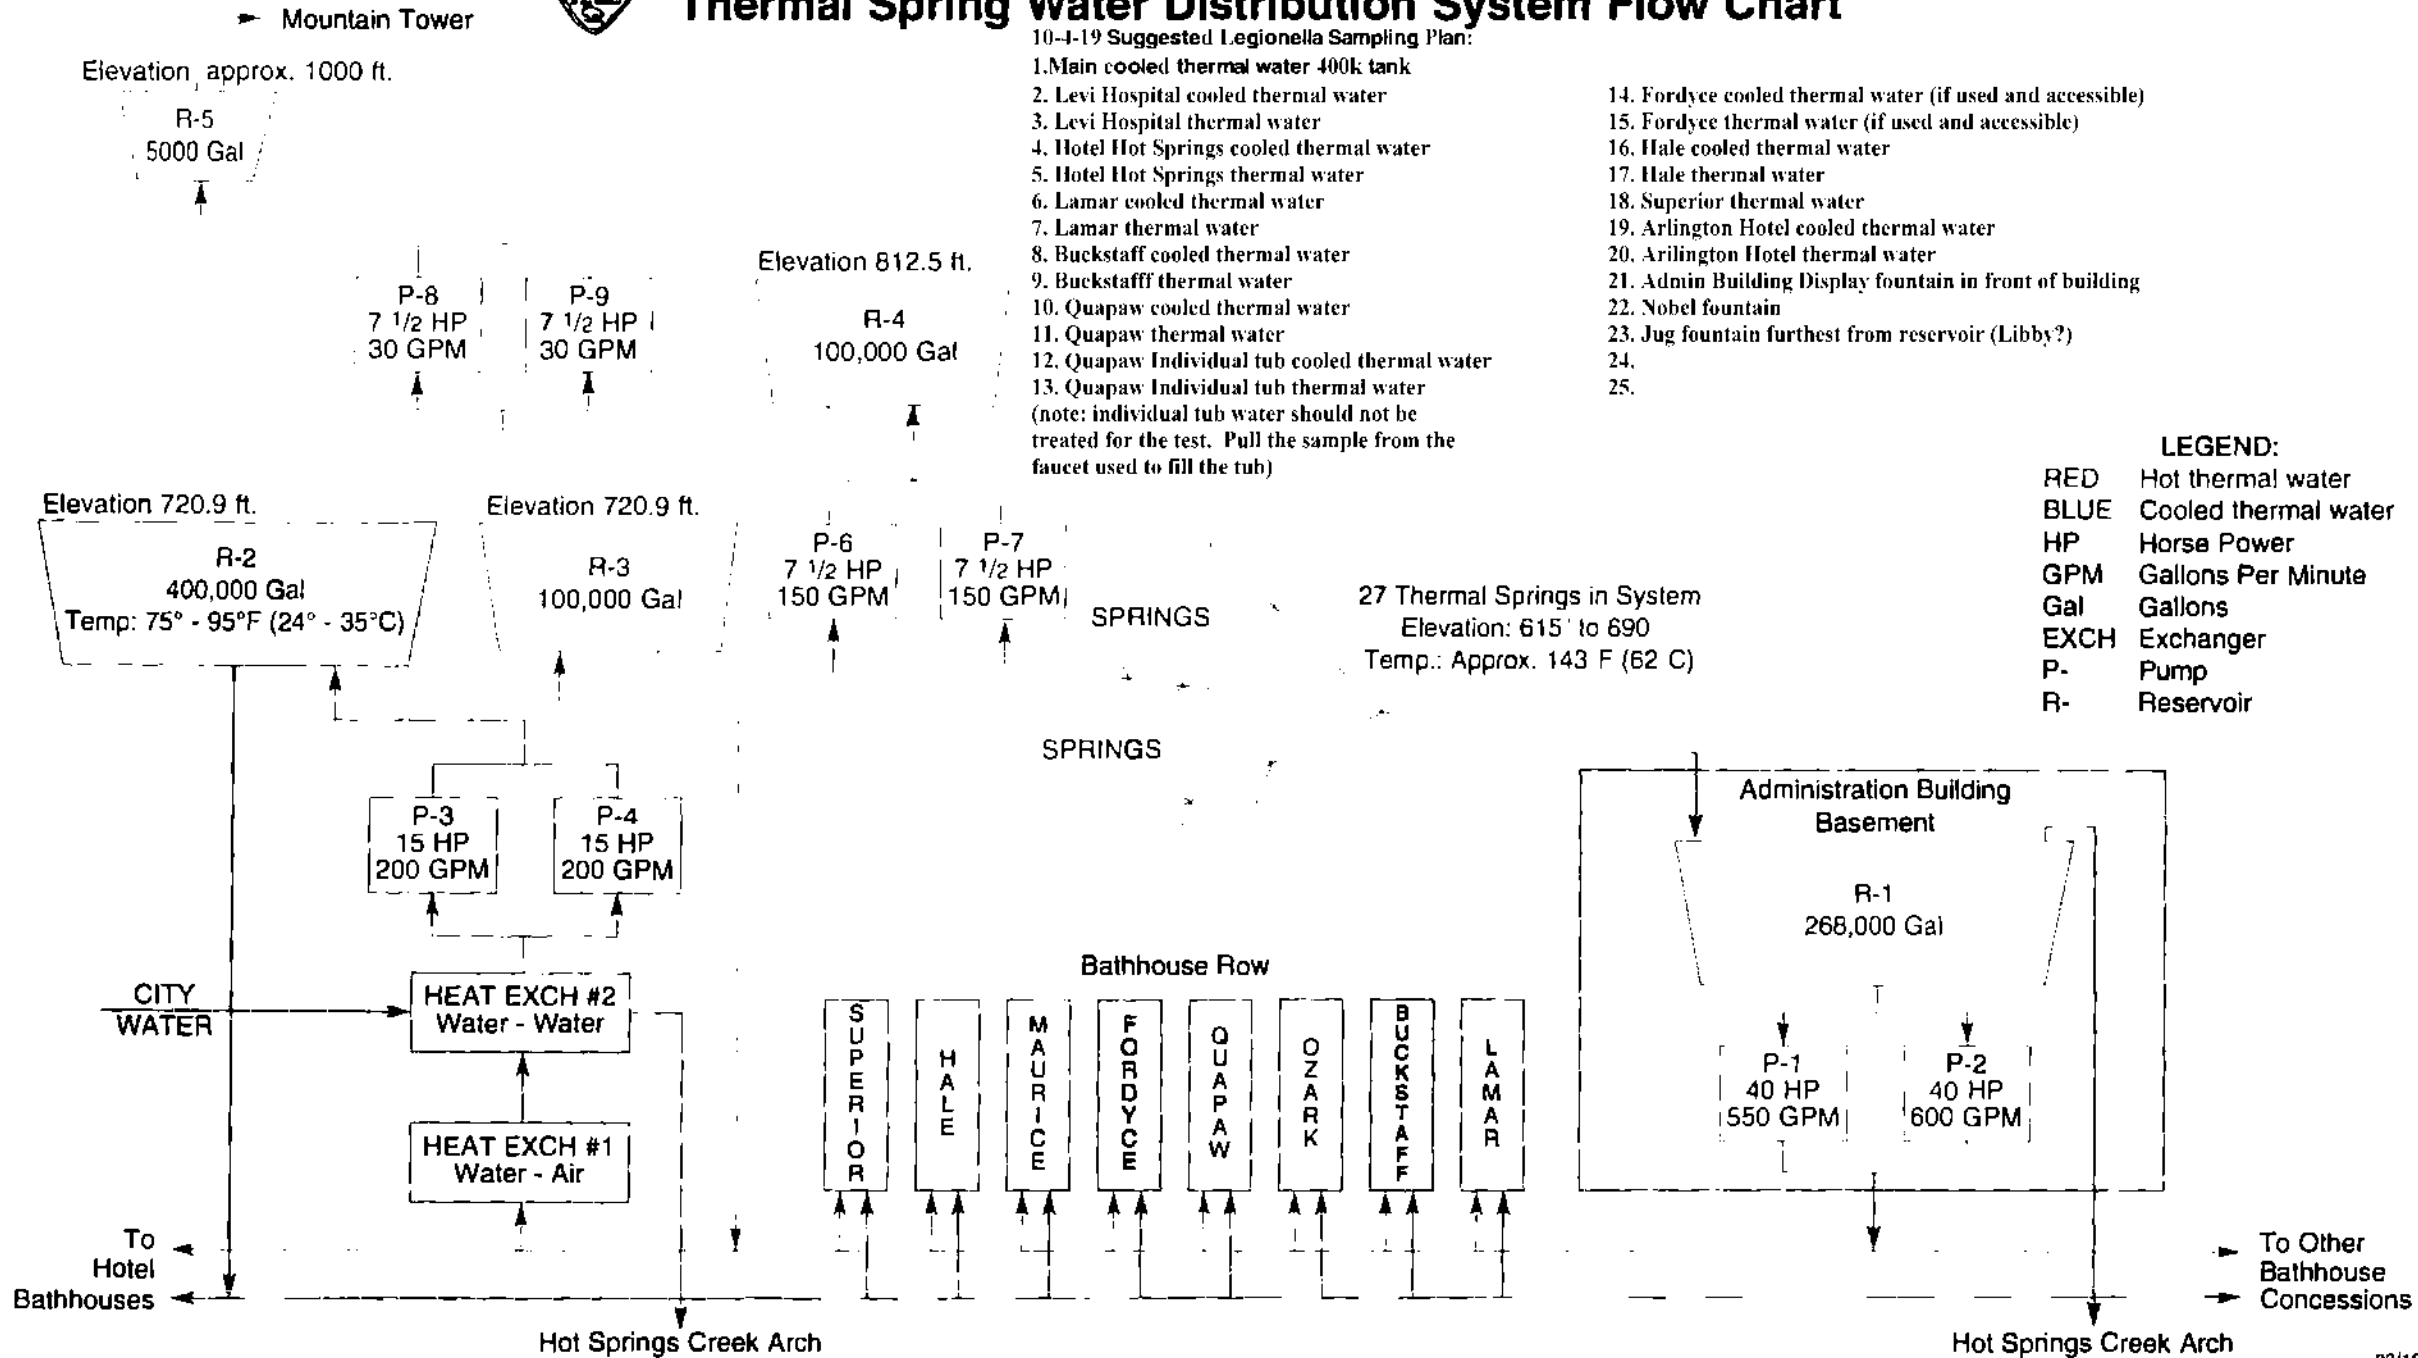 Thermal Spring Water Distribution System Flow Chart
Mountain Tower
10-4-19 Suggested Legionella Sampling Plan:
1.Main cooled thermal water 400k tank
2. Levi Hospital cooled thermal water
3. Levi Hospital thermal water
4. Hotel Hot Springs cooled thermal water
5. Hotel Hot Springs thermal water
6. Lamar cooled thermal water
7. Lamar thermal water
8. Buckstaff cooled thermal water
9. Buckstafff thermal water
10. Quapaw cooled thermal water
11. Quapaw thermal water
12. Quapaw Individual tub cooled thermal water
13. Quapaw Individual tub thermal water
(note: individual tub water should not be
treated for the test. Pull the sample from the
faucet used to fill the tub)
14. Fordyce cooled thermal water (if used and accessible)
15. Fordyce thermal water (if used and accessible)
16. Hale cooled thermal water
17. Hale thermal water
18. Superior thermal water
19. Arlington Hotel cooled thermal water
20. Arilington Hotel thermal water
21. Admin Building Display fountain in front of building
22. Nobel fountain
23. Jug fountain furthest from reservoir (Libby?)
24.
25.
Elevation approx. 1000 ft.
R-5
5000 Gal
P-8
7 1/2 HP
30 GPM
P-9
7 1/2 HP
30 GPM
Elevation 812.5 ft.
R-4
100,000 Gal
LEGEND:
RED Hot thermal water
BLUE Cooled thermal water
HP Horse Power
GPM Gallons Per Minute
Gal Gallons
EXCH Exchanger
P- Pump
R- Reservoir
Elevation 720.9 ft.
R-2
400,000 Gal
Temp: 75° - 95°F (24° - 35°C)
Elevation 720.9 ft.
R-3
100,000 Gal
P-6
7 1/2 HP
150 GPM
P-7
7 1/2 HP
150 GPM
SPRINGS
27 Thermal Springs in System
Elevation: 615' to 690
Temp.: Approx. 143 F (62 C)
SPRINGS
P-3
15 HP
200 GPM
P-4
15 HP
200 GPM
Administration Building
Basement
R-1
268,000 Gal
P-1
40 HP
550 GPM
P-2
40 HP
600 GPM
CITY
WATER
HEAT EXCH #2
Water - Water
HEAT EXCH #1
Water - Air
Bathhouse Row
SUPERIOR
HALE
MAURICE
FORDYCE
QUAPAW
OZARK
BUCKSTAFF
LAMAR
To
Hotel
Bathhouses
To Other
Bathhouse
Concessions
Hot Springs Creek Arch
Hot Springs Creek Arch